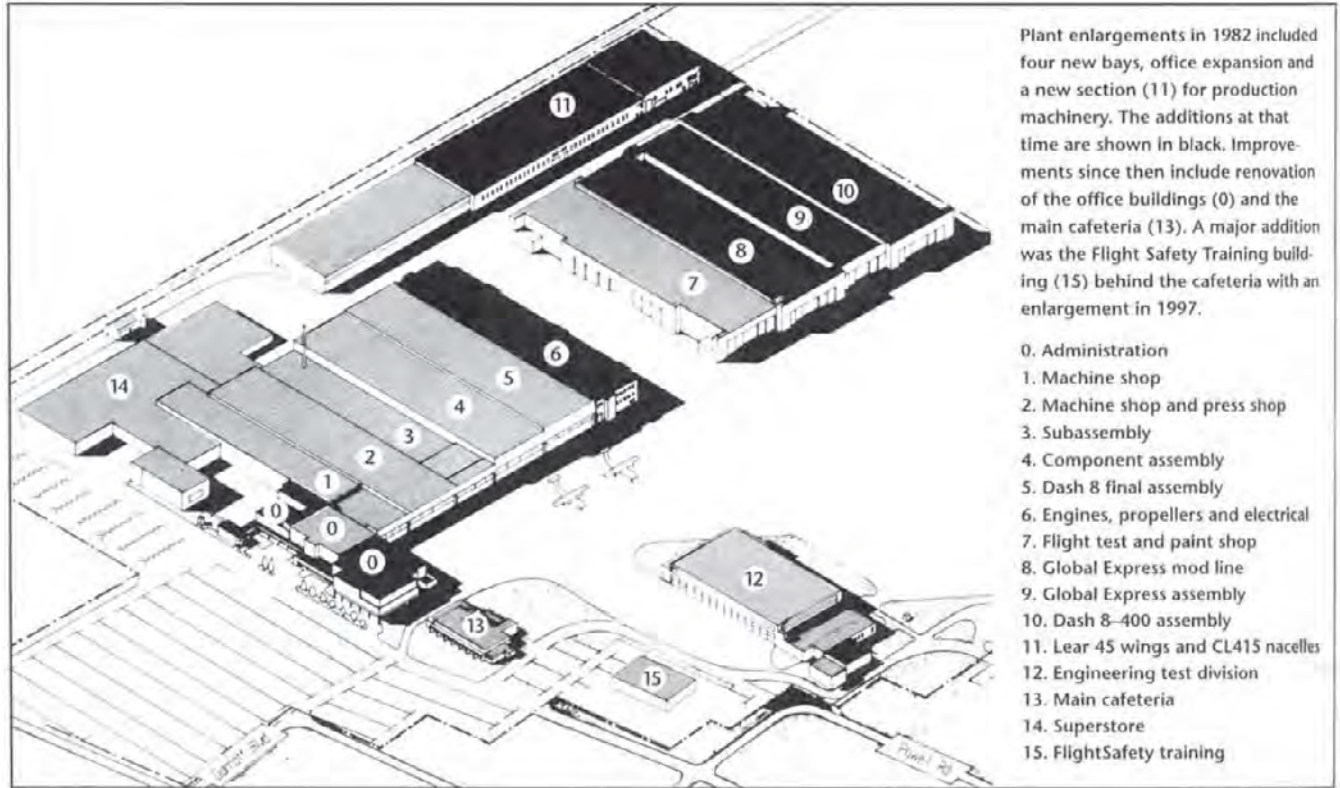 Plant enlargements in 1982 included
four new bays, office expansion and
a new section (11) for production
machinery. The additions at that
time are shown in black. Improve-
ments since then include renovation
of the office buildings (0) and the
main cafeteria (13). A major addition
was the Flight Safety Training build-
ing (15) behind the cafeteria with an
enlargement in 1997.
0. Administration
1. Machine shop
2. Machine shop and press shop
3. Subassembly
4. Component assembly
5. Dash 8 final assembly
6. Engines, propellers and electrical
7. Flight test and paint shop
8. Global Express mod line
9. Global Express assembly
10. Dash 8–400 assembly
11. Lear 45 wings and CL415 nacelles
12. Engineering test division
13. Main cafeteria
14. Superstore
15. FlightSafety training
11
10
9
8
7
6
5
14
4
3
2
1
0
0
0
12
13
15
Garratt Blvd
Powell Rd